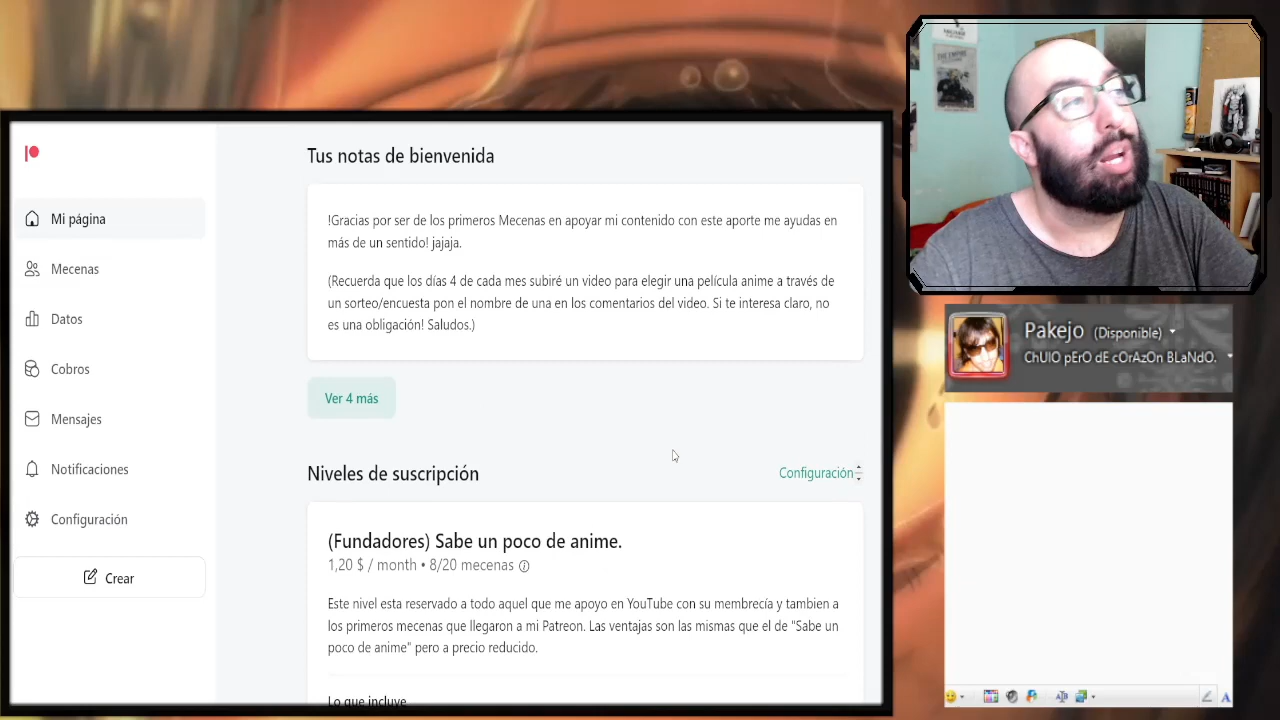 Tus notas de bienvenida
!Gracias por ser de los primeros Mecenas en apoyar mi contenido con este aporte me ayudas en
más de un sentido! jajaja.
(Recuerda que los días 4 de cada mes subiré un video para elegir una película anime a través de
un sorteo/encuesta pon el nombre de una en los comentarios del video. Si te interesa claro, no
es una obligación! Saludos.)
Ver 4 más
Niveles de suscripción
Configuración
(Fundadores) Sabe un poco de anime.
1,20 $ / month • 8/20 mecenas
Este nivel esta reservado a todo aquel que me apoyo en YouTube con su membrecía y tambien a
los primeros mecenas que llegaron a mi Patreon. Las ventajas son las mismas que el de "Sabe un
poco de anime" pero a precio reducido.
Lo que incluye
Mi página
Mecenas
Datos
Cobros
Mensajes
Notificaciones
Configuración
Crear
THE EMPIRE
Pakejo (Disponible)
ChUlO pErO dE cOrAzOn BLaNdO.